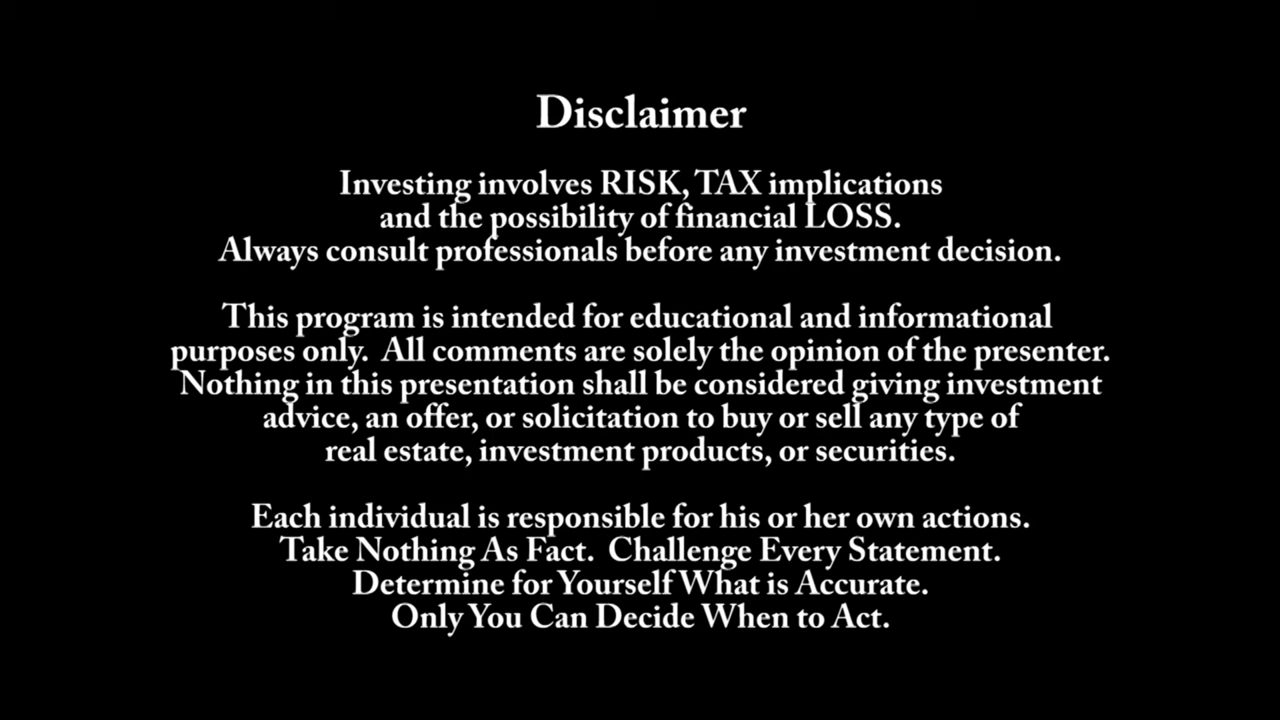 Disclaimer
Investing involves RISK, TAX implications
and the possibility of financial LOSS.
Always consult professionals before any investment decision.
This program is intended for educational and informational
purposes only.  All comments are solely the opinion of the presenter.
Nothing in this presentation shall be considered giving investment
advice, an offer, or solicitation to buy or sell any type of
real estate, investment products, or securities.
Each individual is responsible for his or her own actions.
Take Nothing As Fact.  Challenge Every Statement.
Determine for Yourself What is Accurate.
Only You Can Decide When to Act.